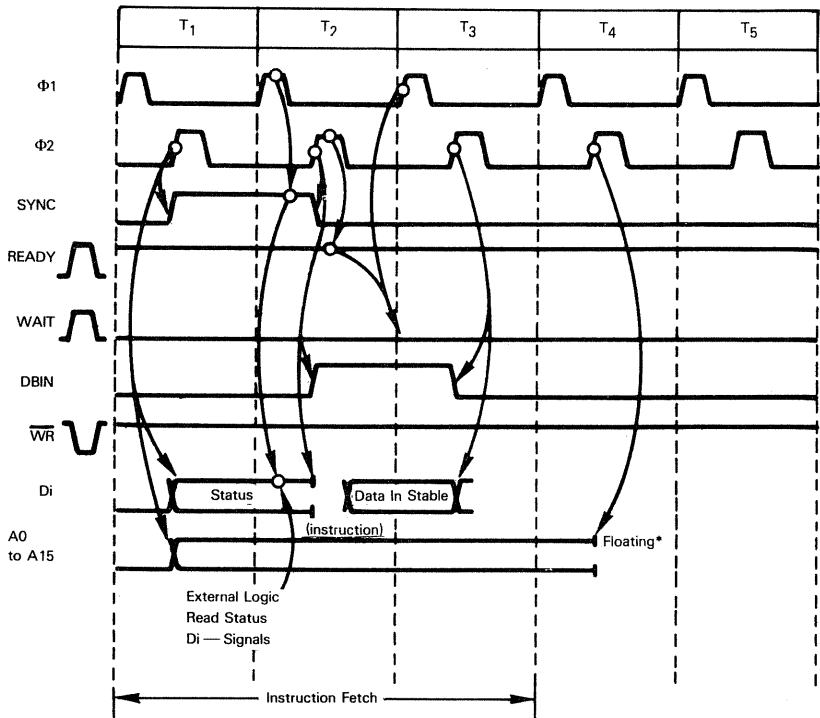 T1 T2 T3 T4 T5
Φ1
Φ2
SYNC
READY
WAIT
DBIN
WR
Di
Status
Data In Stable
(instruction)
A0
to A15
Floating*
External Logic
Read Status
Di — Signals
Instruction Fetch